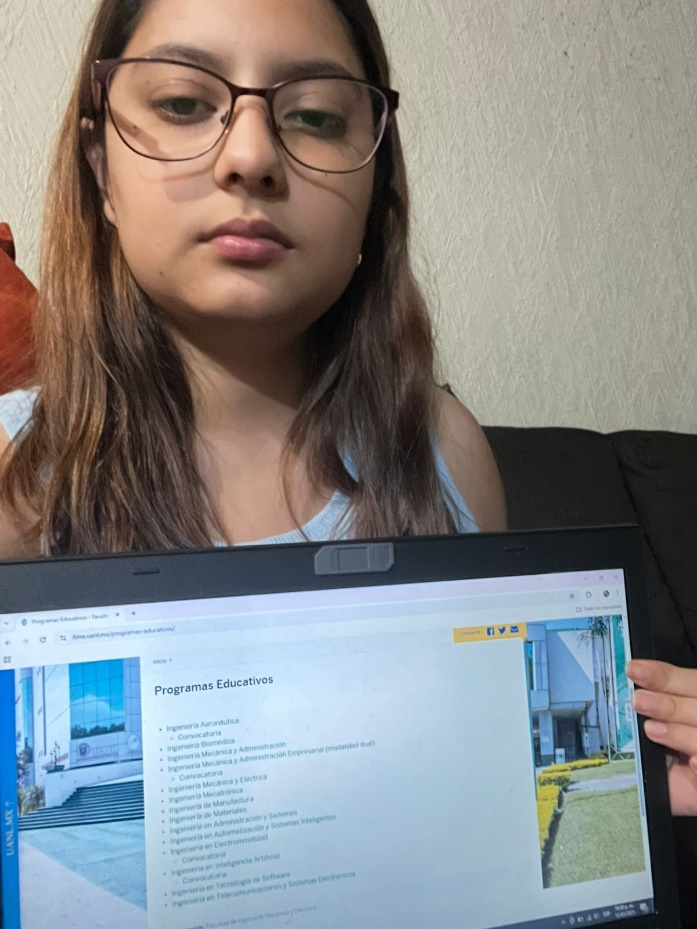 Programas Educativos - Facult
fime.uanl.mx/programas-educativos/
INICIO
Programas Educativos
Ingeniería Aeronáutica
Convocatoria
Ingeniería Biomédica
Ingeniería Mecánica y Administración
Ingeniería Mecánica y Administración Empresarial (modalidad dual)
Convocatoria
Ingeniería Mecánica y Eléctrica
Ingeniería Mecatrónica
Ingeniería de Manufactura
Ingeniería de Materiales
Ingeniería en Administración y Sistemas
Ingeniería en Automatización y Sistemas Inteligentes
Ingeniería en Electromovilidad
Convocatoria
Ingeniería en Inteligencia Artificial
Convocatoria
Ingeniería en Tecnología de Software
Ingeniería en Telecomunicaciones y Sistemas Electrónicos
Facultad de Ingeniería Mecánica y Eléctrica
UANL.MX